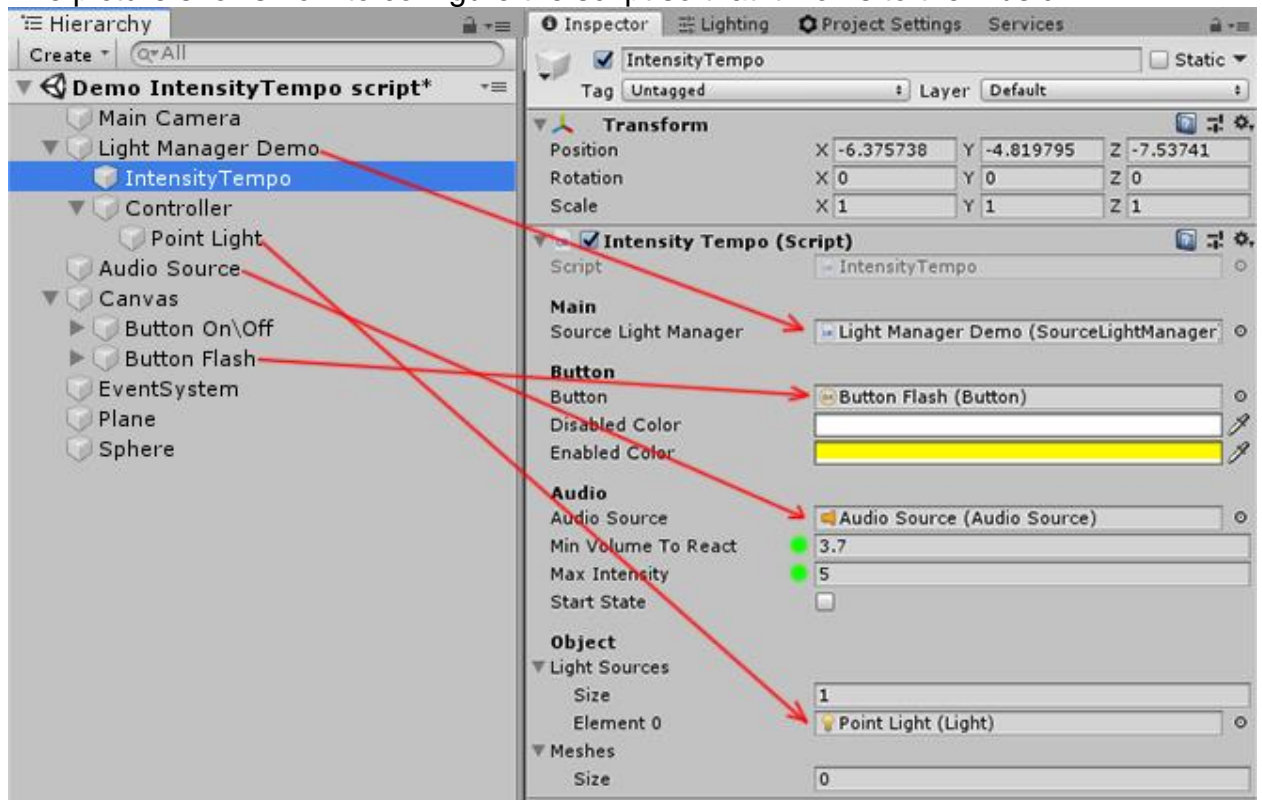 Hierarchy
Create
All
Demo IntensityTempo script*
Main Camera
Light Manager Demo
IntensityTempo
Controller
Point Light
Audio Source
Canvas
Button On\Off
Button Flash
EventSystem
Plane
Sphere
Inspector Lighting Project Settings Services
IntensityTempo Static
Tag Untagged Layer Default
Transform
Position X -6.375738 Y -4.819795 Z -7.53741
Rotation X 0 Y 0 Z 0
Scale X 1 Y 1 Z 1
Intensity Tempo (Script)
Script IntensityTempo
Main
Source Light Manager Light Manager Demo (SourceLightManager)
Button
Button Button Flash (Button)
Disabled Color
Enabled Color
Audio
Audio Source Audio Source (Audio Source)
Min Volume To React 3.7
Max Intensity 5
Start State
Object
Light Sources
Size 1
Element 0 Point Light (Light)
Meshes
Size 0